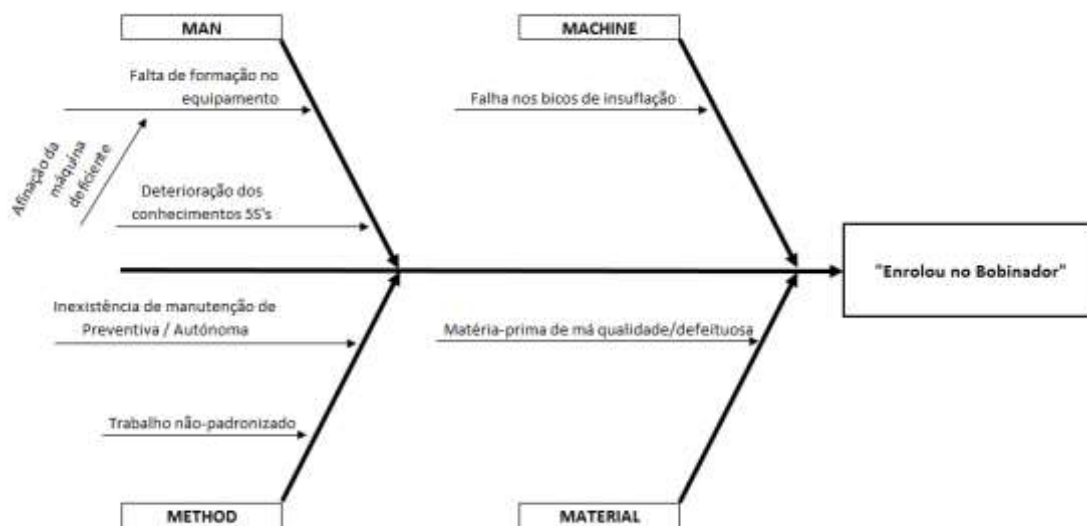 MAN
MACHINE
Falta de formação no
equipamento
Falha nos bicos de insuflação
Afinação da
máquina
deficiente
Deterioração dos
conhecimentos 5S's
"Enrolou no Bobinador"
Inexistência de manutenção de
Preventiva / Autónoma
Matéria-prima de má qualidade/defeituosa
Trabalho não-padronizado
METHOD
MATERIAL